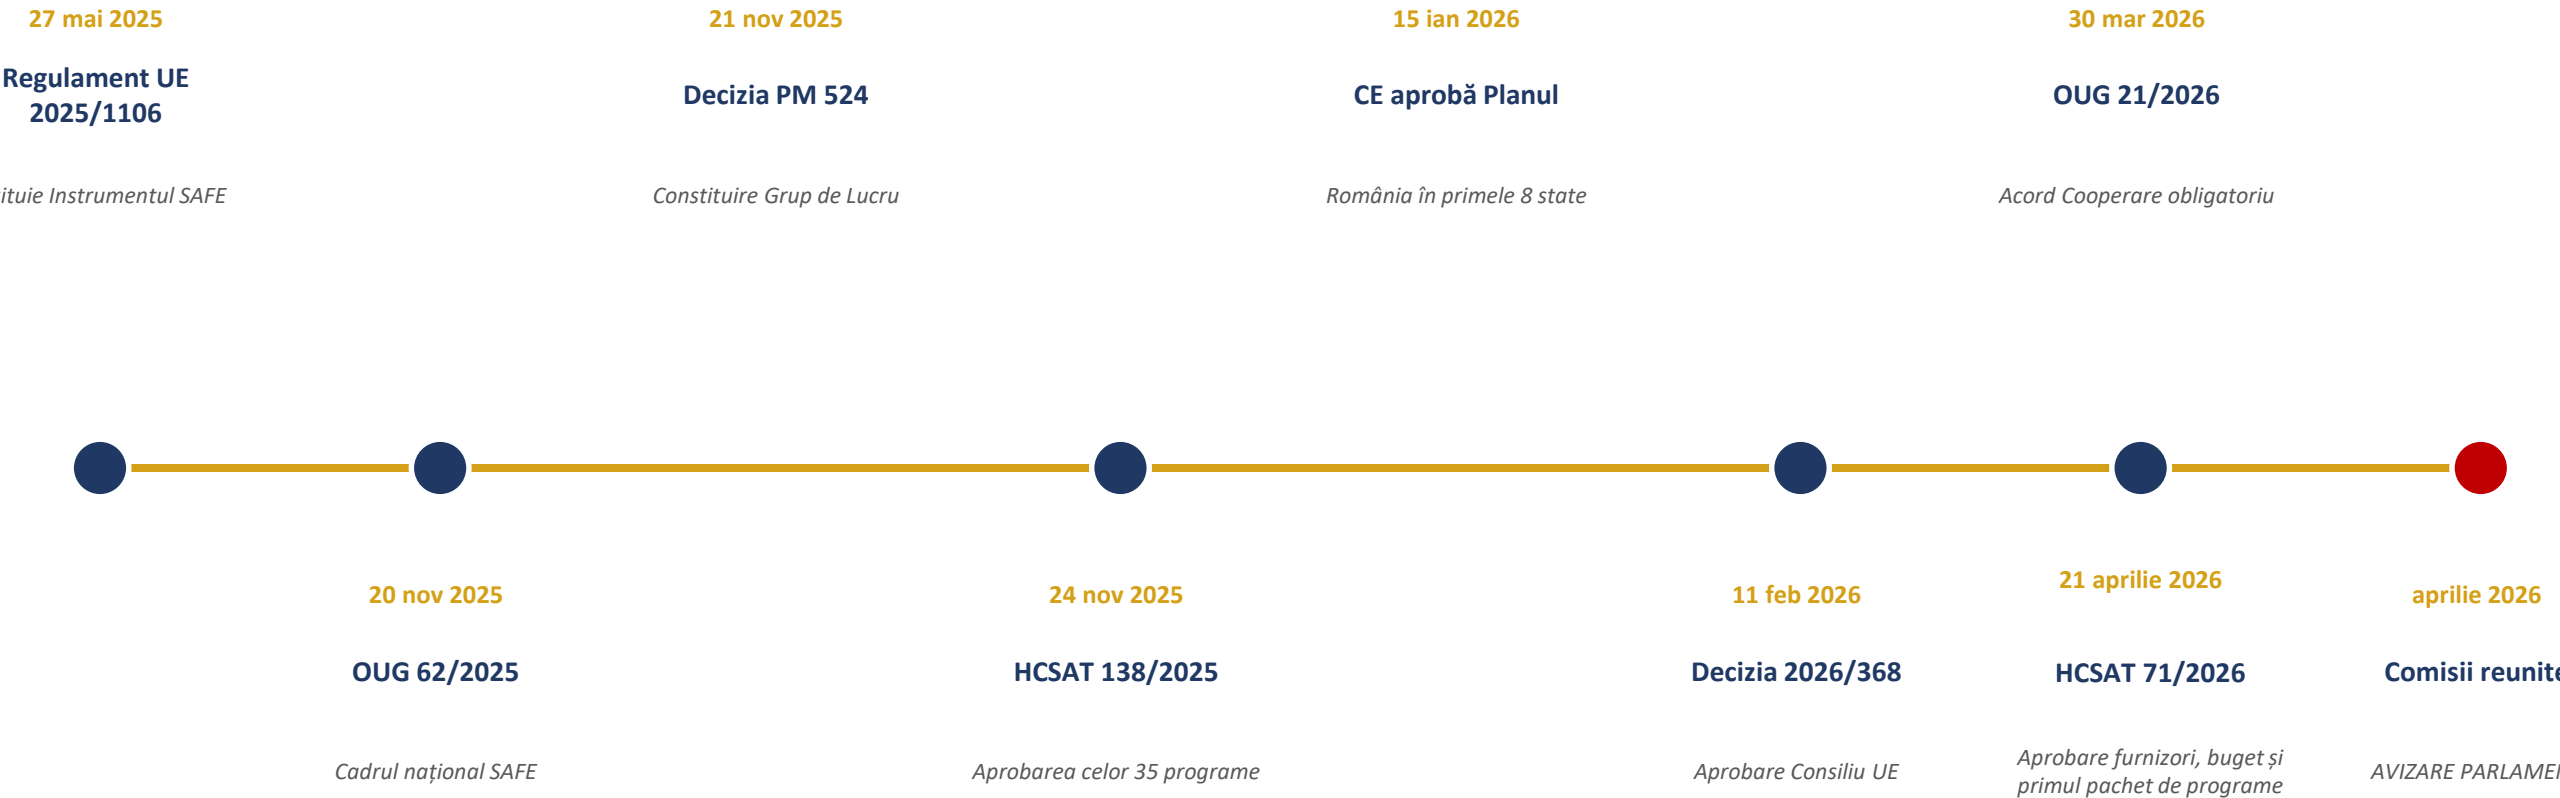 27 mai 2025
Regulament UE
2025/1106
ituie Instrumentul SAFE
21 nov 2025
Decizia PM 524
Constituire Grup de Lucru
15 ian 2026
CE aprobă Planul
România în primele 8 state
30 mar 2026
OUG 21/2026
Acord Cooperare obligatoriu
20 nov 2025
OUG 62/2025
Cadrul național SAFE
24 nov 2025
HCSAT 138/2025
Aprobarea celor 35 programe
11 feb 2026
Decizia 2026/368
Aprobare Consiliu UE
21 aprilie 2026
HCSAT 71/2026
Aprobare furnizori, buget și
primul pachet de programe
aprilie 2026
Comisii reunite
AVIZARE PARLAME